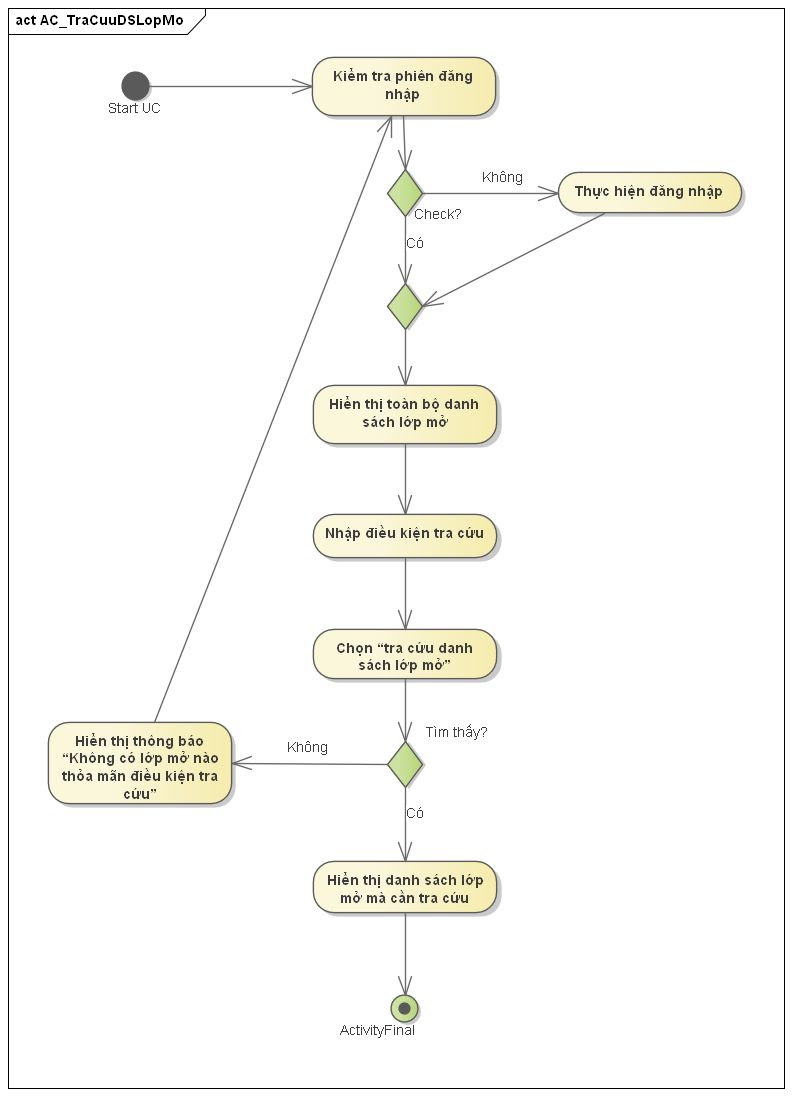 act AC_TraCuuDSLopMo
Kiểm tra phiên đăng
nhập
Start UC
Không
Thực hiện đăng nhập
Check?
Có
Hiển thị toàn bộ danh
sách lớp mở
Nhập điều kiện tra cứu
Chọn “tra cứu danh
sách lớp mở”
Tìm thấy?
Không
Hiển thị thông báo
“Không có lớp mở nào
thỏa mãn điều kiện tra
cứu”
Có
Hiển thị danh sách lớp
mở mà cần tra cứu
ActivityFinal